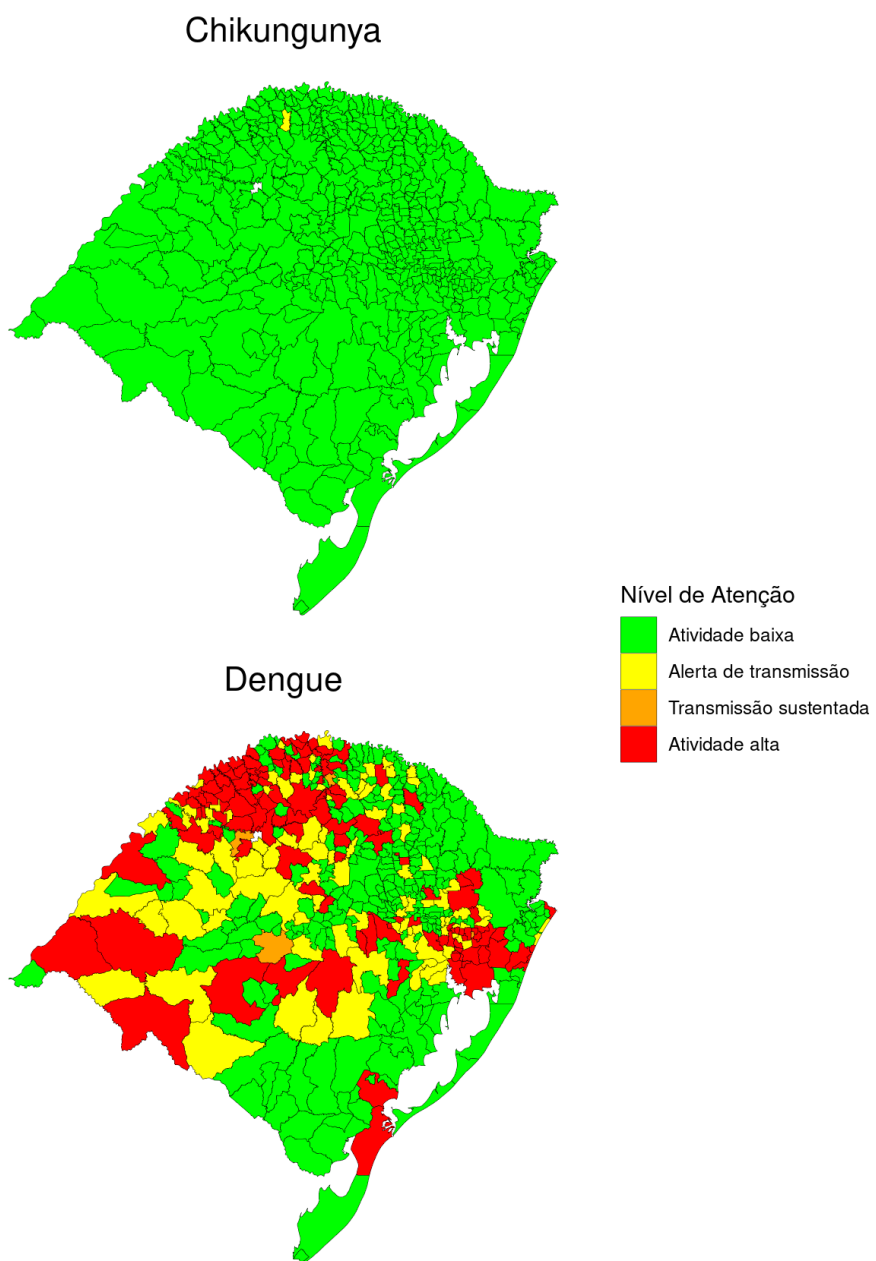 Chikungunya
Nível de Atenção
Atividade baixa
Alerta de transmissão
Transmissão sustentada
Atividade alta
Dengue